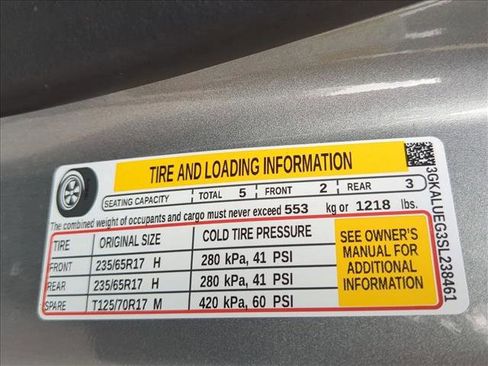 TIRE AND LOADING INFORMATION
SEATING CAPACITY TOTAL 5 FRONT 2 REAR 3
The combined weight of occupants and cargo must never exceed 553 kg or 1218 lbs.
TIRE ORIGINAL SIZE COLD TIRE PRESSURE
FRONT 235/65R17 H 280 kPa, 41 PSI
REAR 235/65R17 H 280 kPa, 41 PSI
SPARE T125/70R17 M 420 kPa, 60 PSI
SEE OWNER'S
MANUAL FOR
ADDITIONAL
INFORMATION
3GKALUEG3SL238461